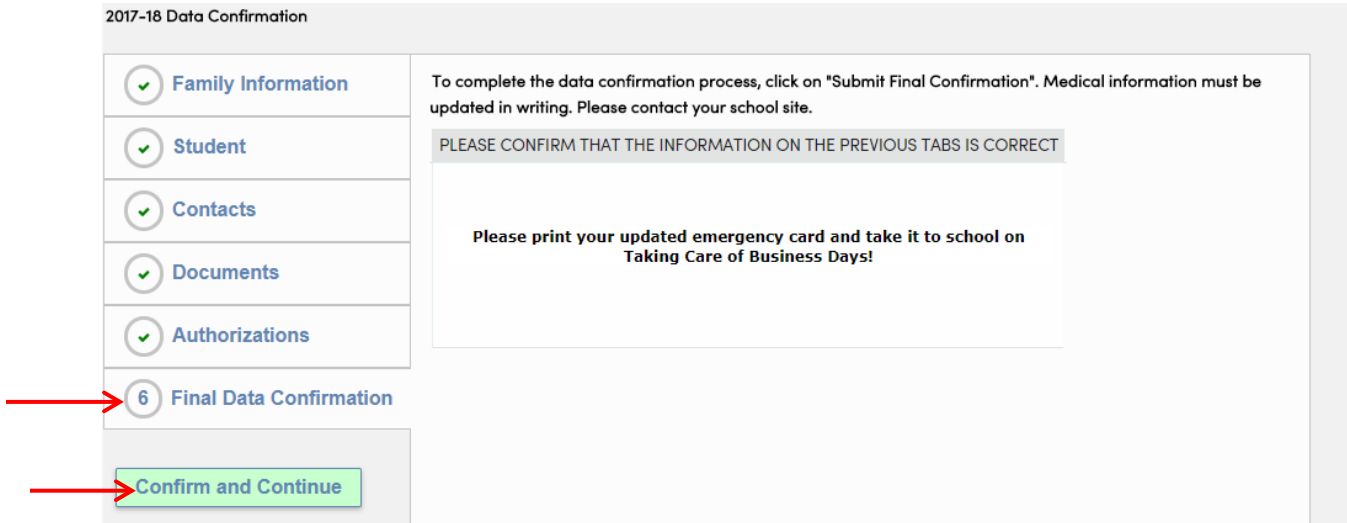 2017-18 Data Confirmation
Family Information
Student
Contacts
Documents
Authorizations
6 Final Data Confirmation
Confirm and Continue
To complete the data confirmation process, click on "Submit Final Confirmation". Medical information must be
updated in writing. Please contact your school site.
PLEASE CONFIRM THAT THE INFORMATION ON THE PREVIOUS TABS IS CORRECT
Please print your updated emergency card and take it to school on
Taking Care of Business Days!